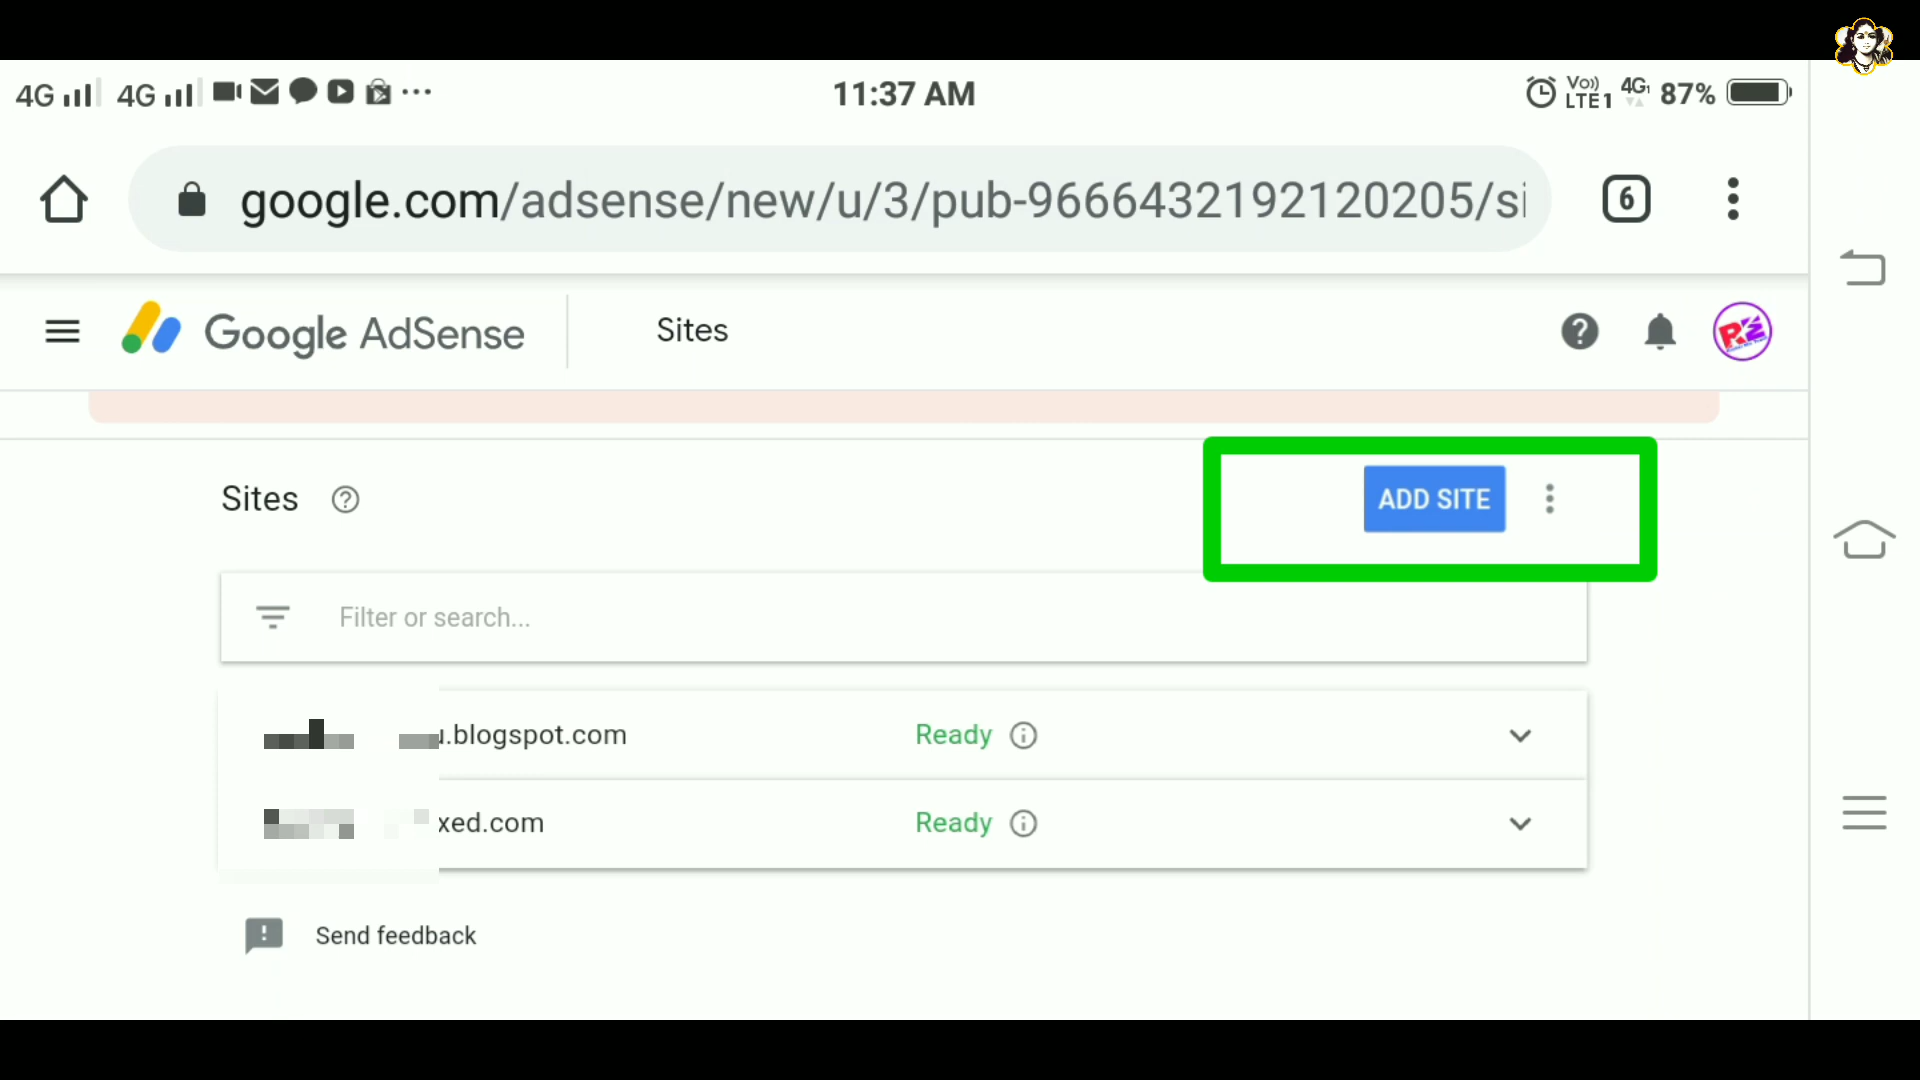 4G 4G 11:37 AM Vo)) LTE1 4G 87%
google.com/adsense/new/u/3/pub-9666432192120205/si 6
Google AdSense Sites
Sites ADD SITE
Filter or search...
u.blogspot.com Ready
xed.com Ready
Send feedback